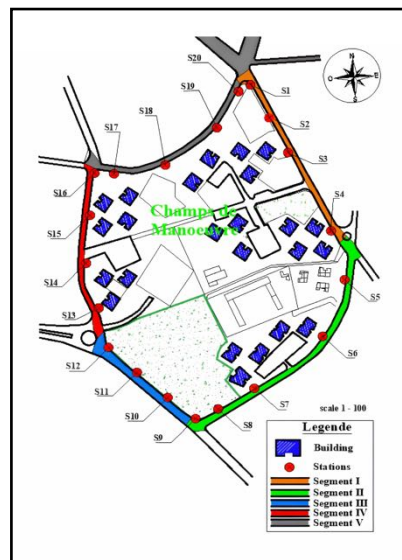 N
E
S
S20
S1
S19
S2
S18
S17
S3
S16
Champs de
Manoeuvre
S4
S15
S14
S5
S13
S6
S12
S11
S10
S7
S9
S8
scale 1 - 100
Legende
Building
Stations
Segment I
Segment II
Segment III
Segment IV
Segment V